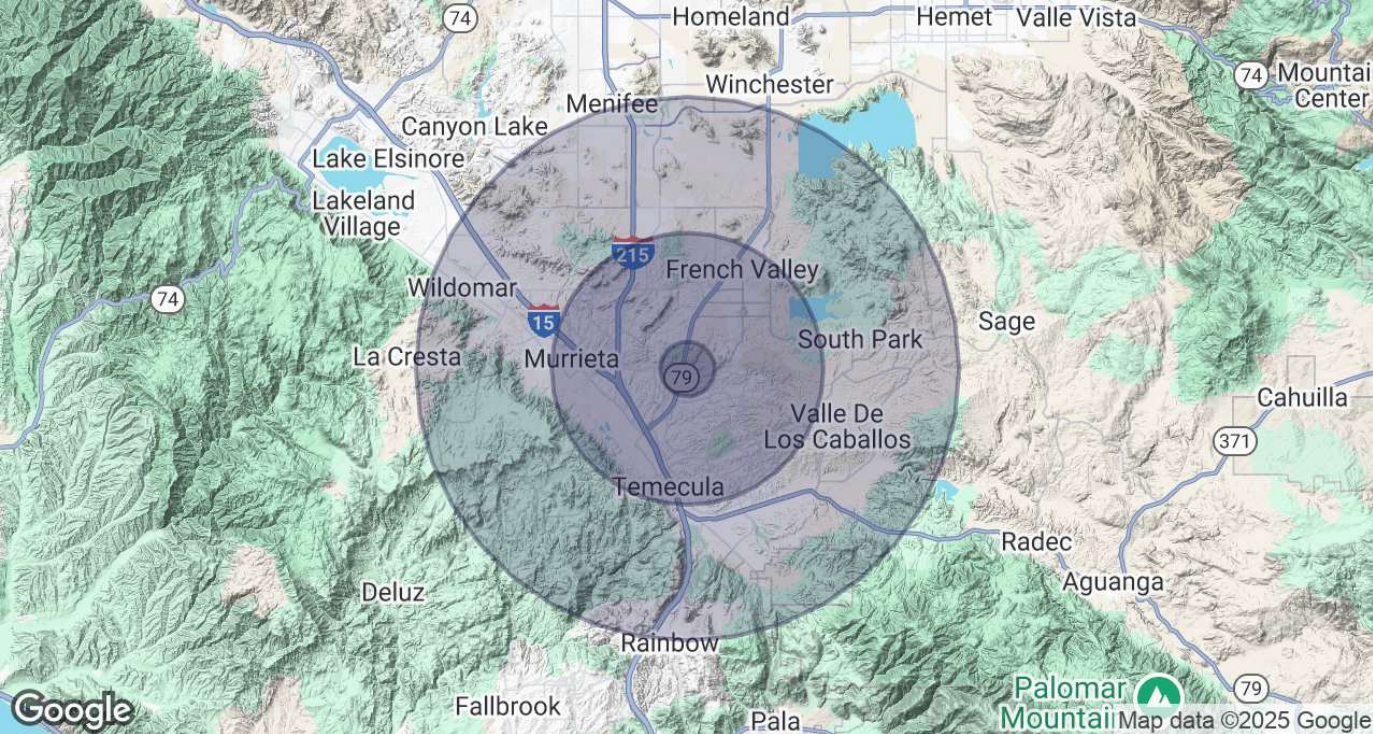 74
Homeland
Hemet
Valle Vista
Winchester
74
Mountai
Center
Menifee
Canyon Lake
Lake Elsinore
Lakeland
Village
215
French Valley
Wildomar
74
15
South Park
Sage
La Cresta
Murrieta
79
Cahuilla
Valle De
Los Caballos
371
Temecula
Radec
Aguanga
Deluz
Rainbow
Palomar
Mountain
79
Fallbrook
Google
Pala
Map data ©2025 Google